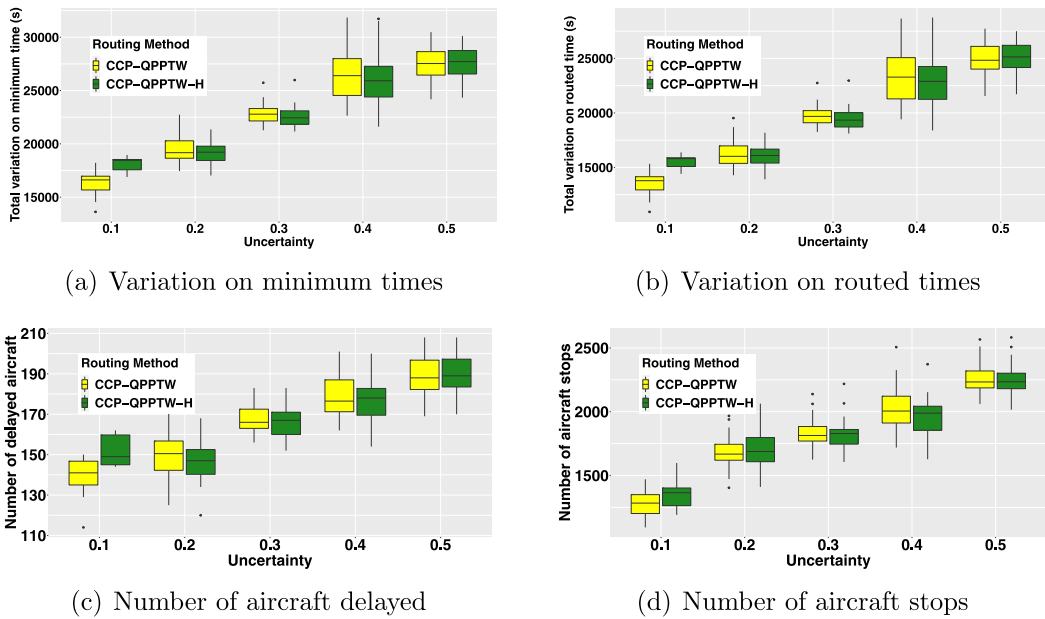 Total variation on minimum time (s)
30000
25000
20000
15000
Routing Method
CCP−QPPTW
CCP−QPPTW−H
0.1 0.2 0.3 0.4 0.5
Uncertainty
(a) Variation on minimum times
Total variation on routed time (s)
25000
20000
15000
Routing Method
CCP−QPPTW
CCP−QPPTW−H
0.1 0.2 0.3 0.4 0.5
Uncertainty
(b) Variation on routed times
Number of delayed aircraft
210
190
170
150
130
110
Routing Method
CCP−QPPTW
CCP−QPPTW−H
0.1 0.2 0.3 0.4 0.5
Uncertainty
(c) Number of aircraft delayed
Number of aircraft stops
2500
2000
1500
Routing Method
CCP−QPPTW
CCP−QPPTW−H
0.1 0.2 0.3 0.4 0.5
Uncertainty
(d) Number of aircraft stops